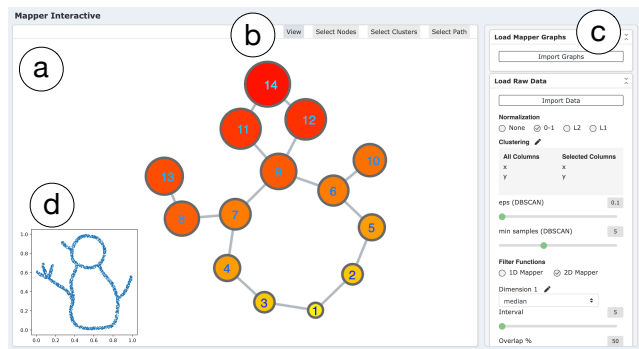 Mapper Interactive
a
b
c
d
View Select Nodes Select Clusters Select Path
14
11
12
13
9
10
8
7
6
5
4
3
2
1
1.0
0.8
0.6
0.4
0.2
0.0
0.0 0.2 0.4 0.6 0.8 1.0
Load Mapper Graphs
Import Graphs
Load Raw Data
Import Data
Normalization
None 0-1 L2 L1
Clustering
All Columns Selected Columns
x x
y y
eps (DBSCAN) 0.1
min samples (DBSCAN) 5
Filter Functions
1D Mapper 2D Mapper
Dimension 1
median
Interval 5
Overlap % 50